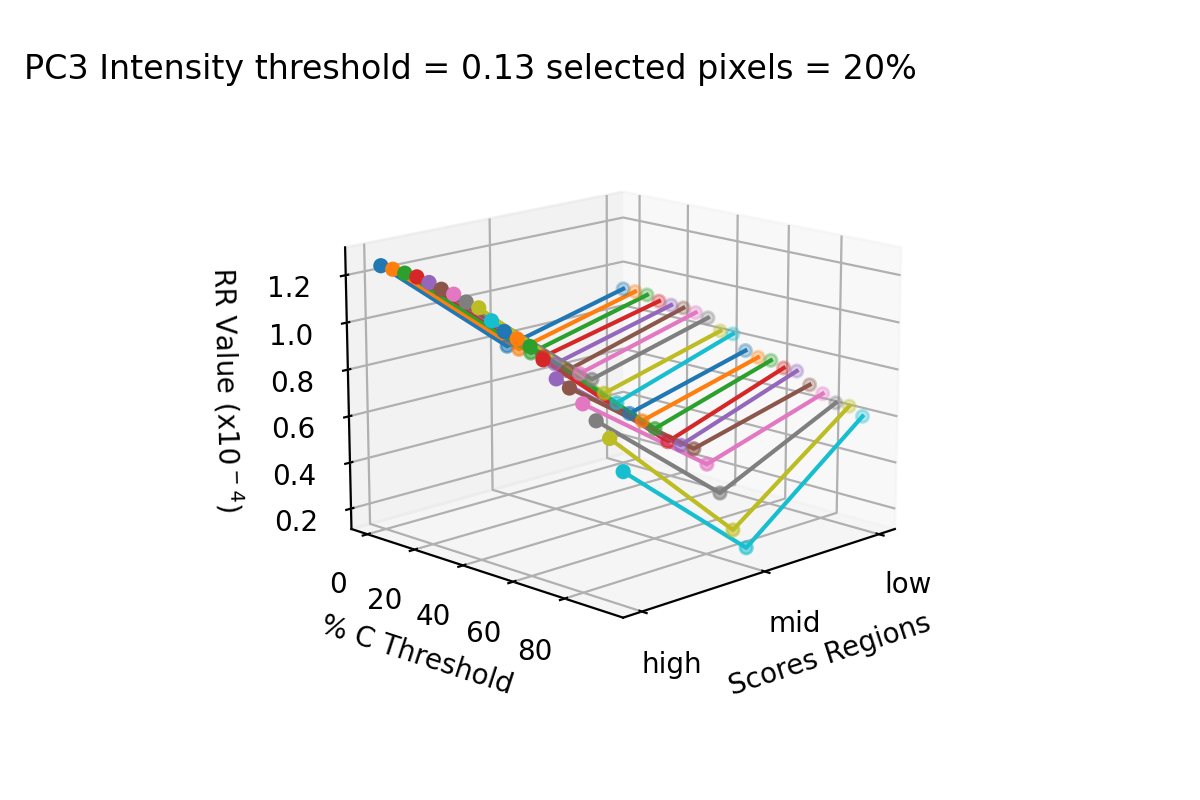 PC3 Intensity threshold = 0.13 selected pixels = 20%
RR Value (x10⁻⁴)
1.2
1.0
0.8
0.6
0.4
0.2
0
20
40
60
80
% C Threshold
high
mid
low
Scores Regions